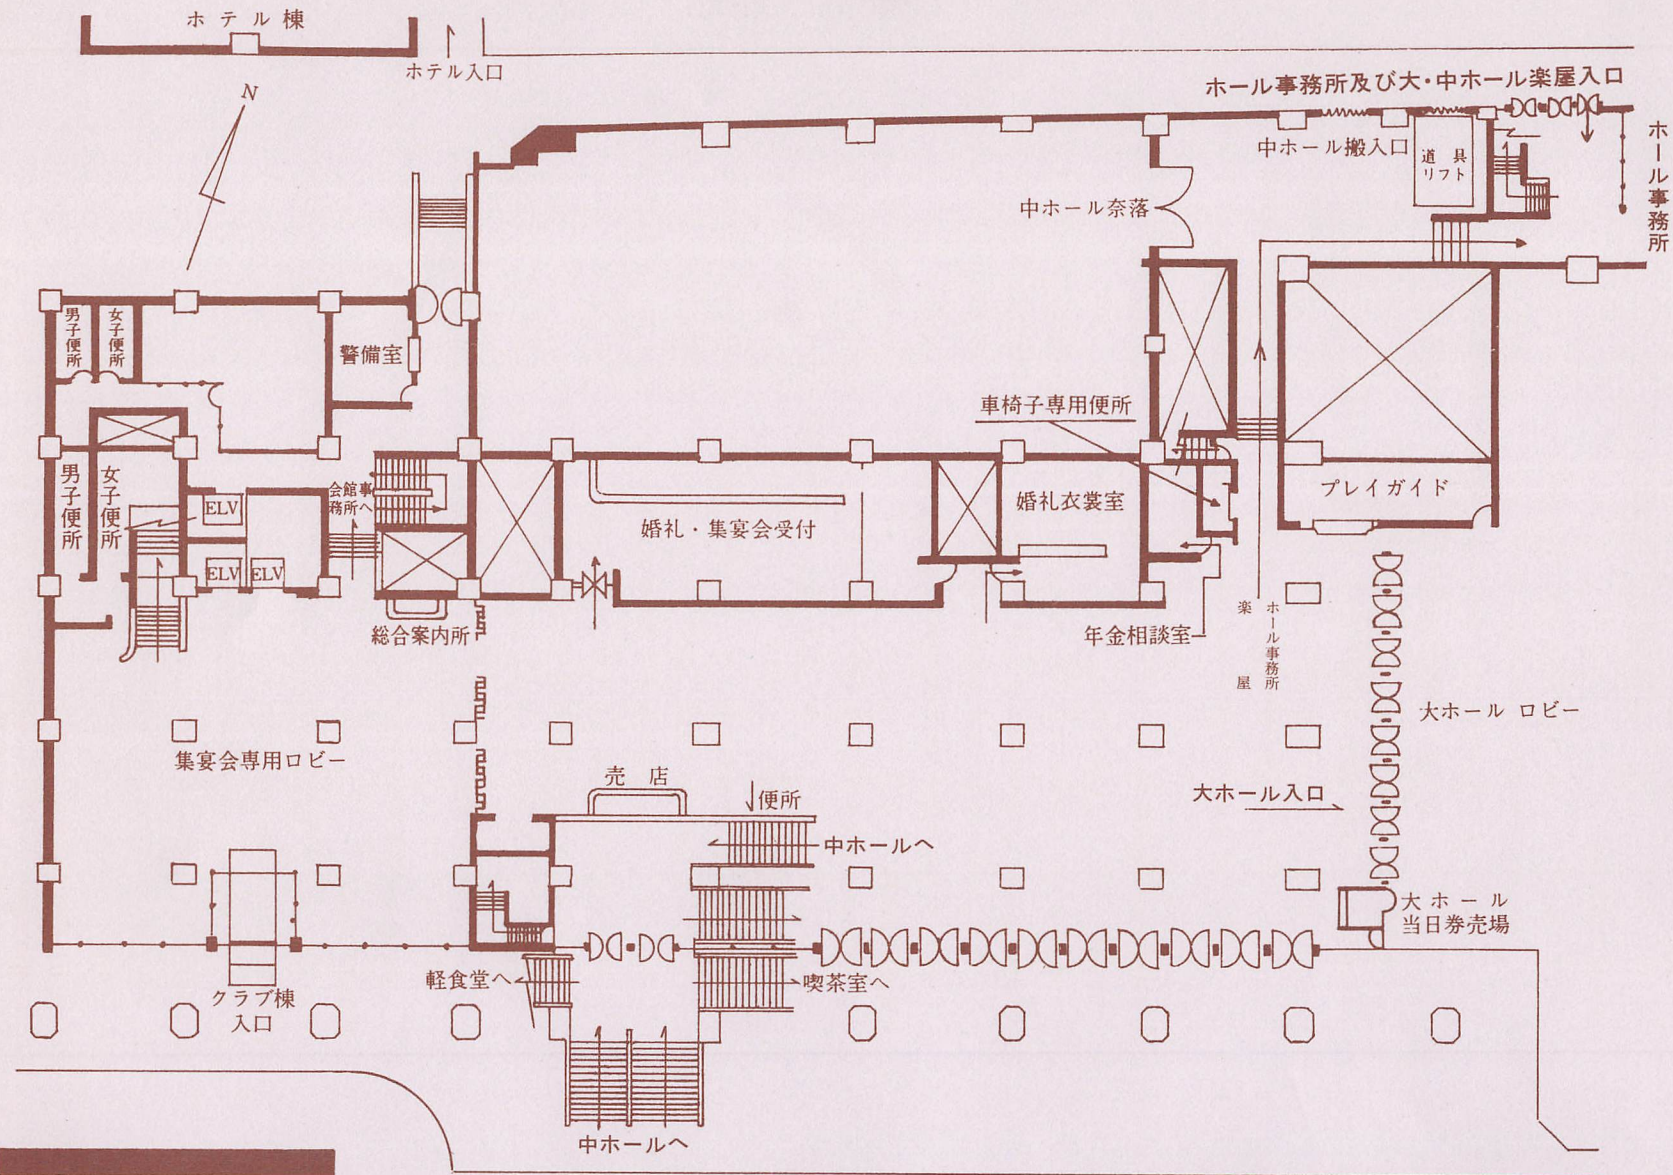 ホテル棟
ホテル入口
N
ホール事務所及び大・中ホール楽屋入口
中ホール搬入口
道具
リフト
ホール事務所
中ホール奈落
男子便所
女子便所
警備室
車椅子専用便所
男子便所
女子便所
ELV
ELV
ELV
会館事
務所へ
婚礼・集宴会受付
婚礼衣裳室
プレイガイド
総合案内所
年金相談室
楽屋
ホール事務所
大ホール ロビー
集宴会専用ロビー
売店
便所
大ホール入口
中ホールへ
大ホール
当日券売場
軽食堂へ
喫茶室へ
クラブ棟
入口
中ホールへ